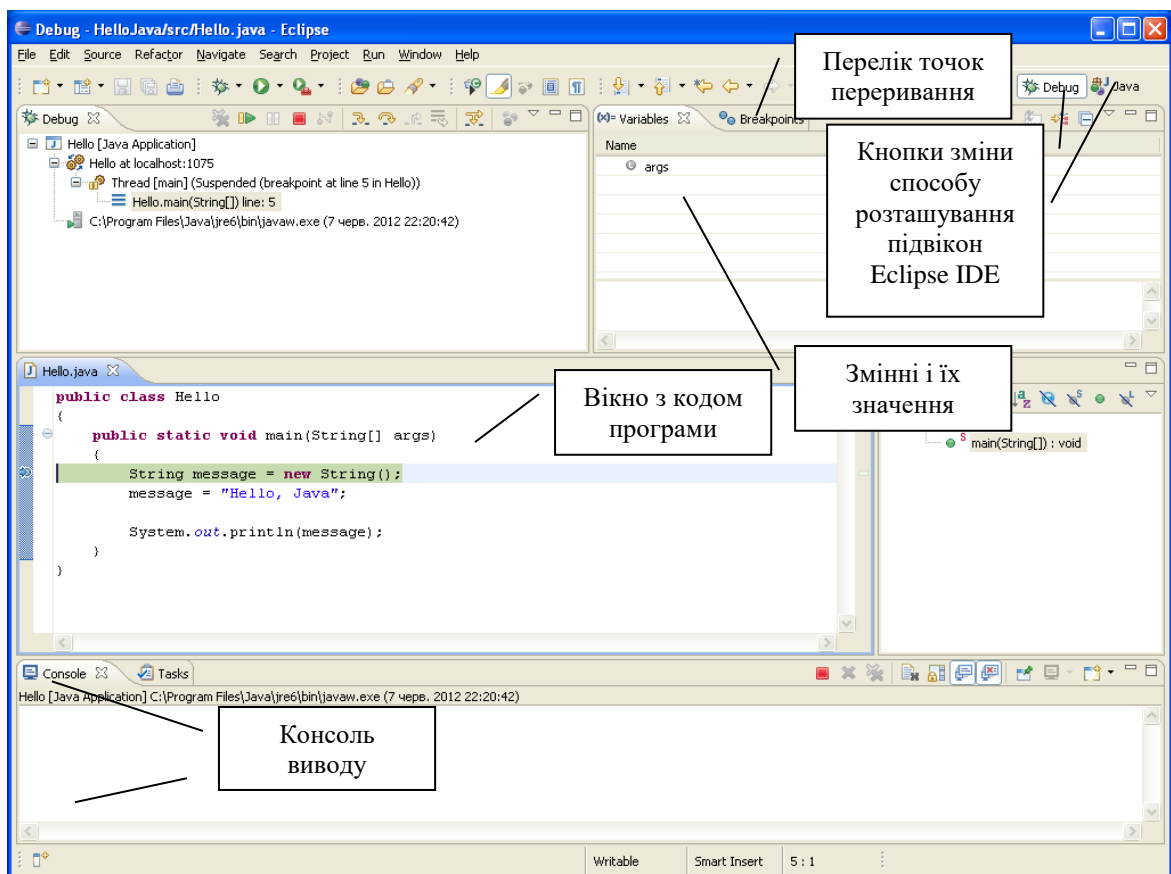 Debug - HelloJava/src/Hello.java - Eclipse
File Edit Source Refactor Navigate Search Project Run Window Help
Перелік точок
переривання
Debug Java
Debug
Variables Breakpoints
Hello [Java Application]
Hello at localhost:1075
Thread [main] (Suspended (breakpoint at line 5 in Hello))
Hello.main(String[]) line: 5
C:\Program Files\Java\jre6\bin\javaw.exe (7 черв. 2012 22:20:42)
Name
args
Кнопки зміни
способу
розташування
підвікон
Eclipse IDE
Змінні і їх
значення
Hello.java
public class Hello
{
public static void main(String[] args)
{
String message = new String();
message = "Hello, Java";
System.out.println(message);
}
}
Вікно з кодом
програми
main(String[]) : void
Console Tasks
Hello [Java Application] C:\Program Files\Java\jre6\bin\javaw.exe (7 черв. 2012 22:20:42)
Консоль
виводу
Writable Smart Insert 5 : 1